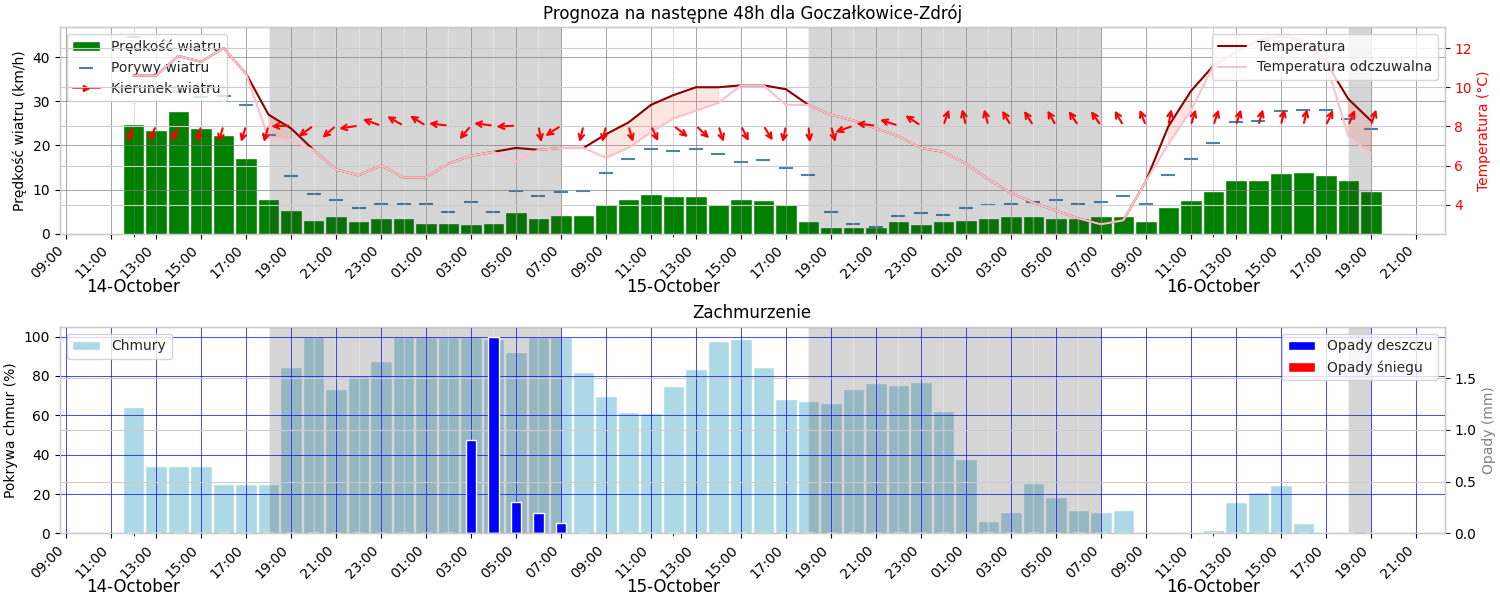 Prognoza na następne 48h dla Goczałkowice-Zdrój
Prędkość wiatru (km/h)
40
30
20
10
0
Prędkość wiatru
Porywy wiatru
Kierunek wiatru
Temperatura
Temperatura odczuwalna
12
10
8
6
4
Temperatura (°C)
09:00 11:00 13:00 15:00 17:00 19:00 21:00 23:00 01:00 03:00 05:00 07:00 09:00 11:00 13:00 15:00 17:00 19:00 21:00 23:00 01:00 03:00 05:00 07:00 09:00 11:00 13:00 15:00 17:00 19:00 21:00
14-October 15-October 16-October
Zachmurzenie
Pokrywa chmur (%)
100
80
60
40
20
0
Chmury
Opady deszczu
Opady śniegu
1.5
1.0
0.5
0.0
Opady (mm)
09:00 11:00 13:00 15:00 17:00 19:00 21:00 23:00 01:00 03:00 05:00 07:00 09:00 11:00 13:00 15:00 17:00 19:00 21:00 23:00 01:00 03:00 05:00 07:00 09:00 11:00 13:00 15:00 17:00 19:00 21:00
14-October 15-October 16-October